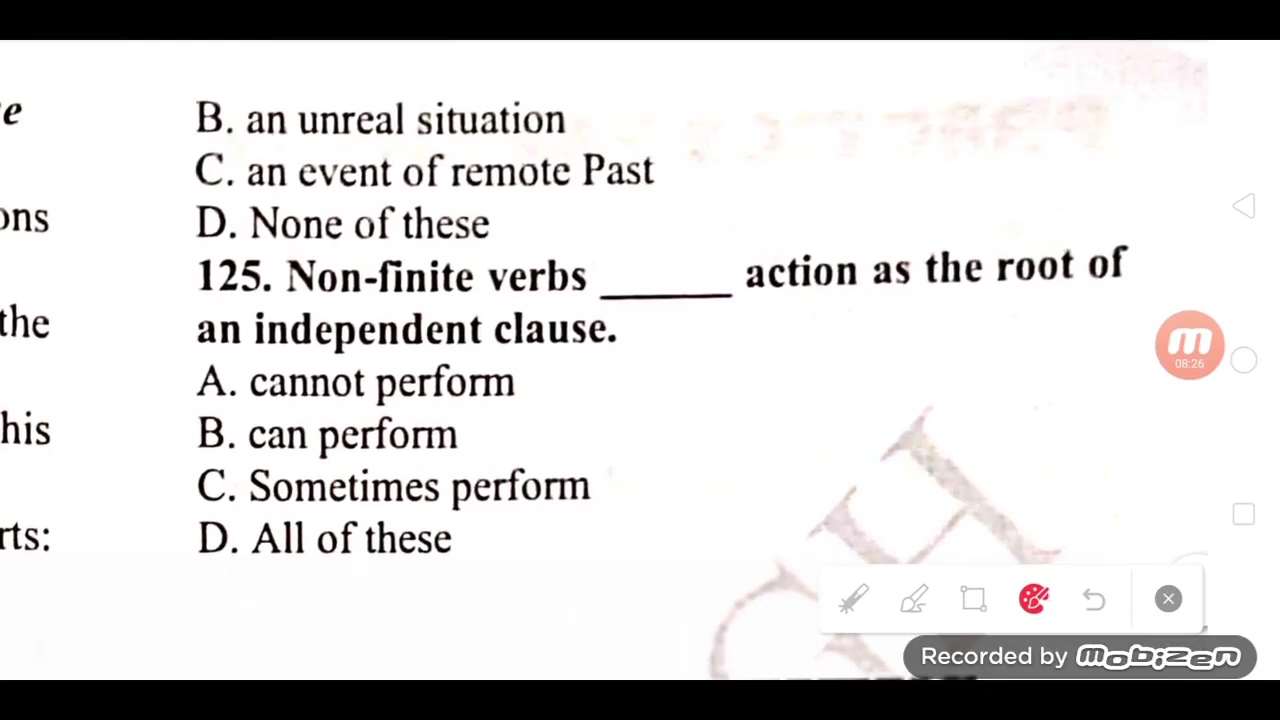 e
B. an unreal situation
C. an event of remote Past
ons
D. None of these
125. Non-finite verbs ______ action as the root of
the
an independent clause.
A. cannot perform
his
B. can perform
C. Sometimes perform
rts:
D. All of these
08:26
Recorded by mobizen